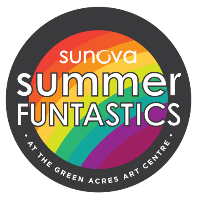 sunova
summer
FUNTASTICS
• AT THE GREEN ACRES ART CENTRE •